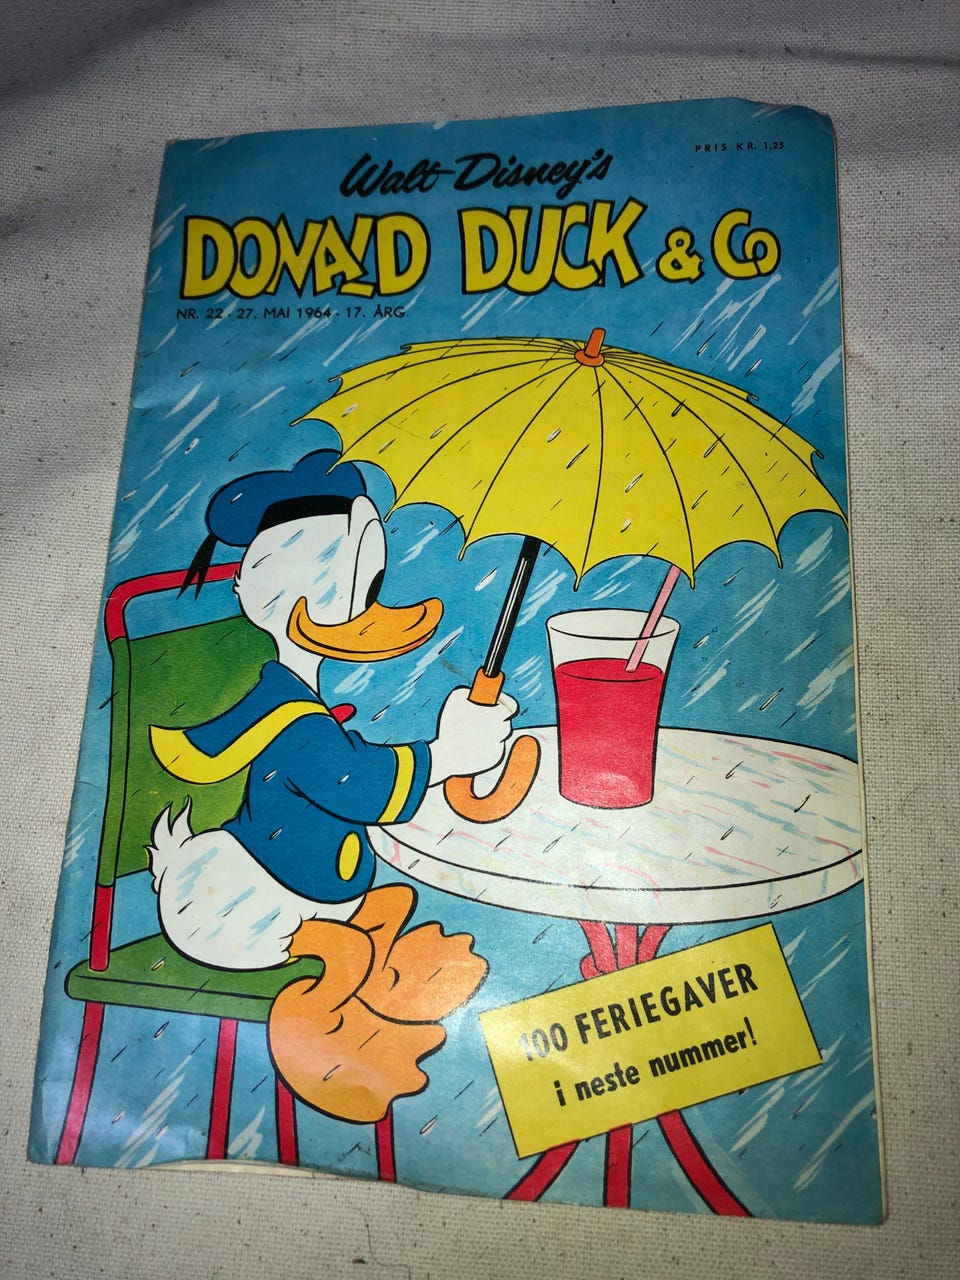 PRIS KR. 1,25
Walt Disney's
DONALD DUCK & Co
NR. 22 · 27. MAI 1964 · 17. ÅRG
100 FERIEGAVER
i neste nummer!